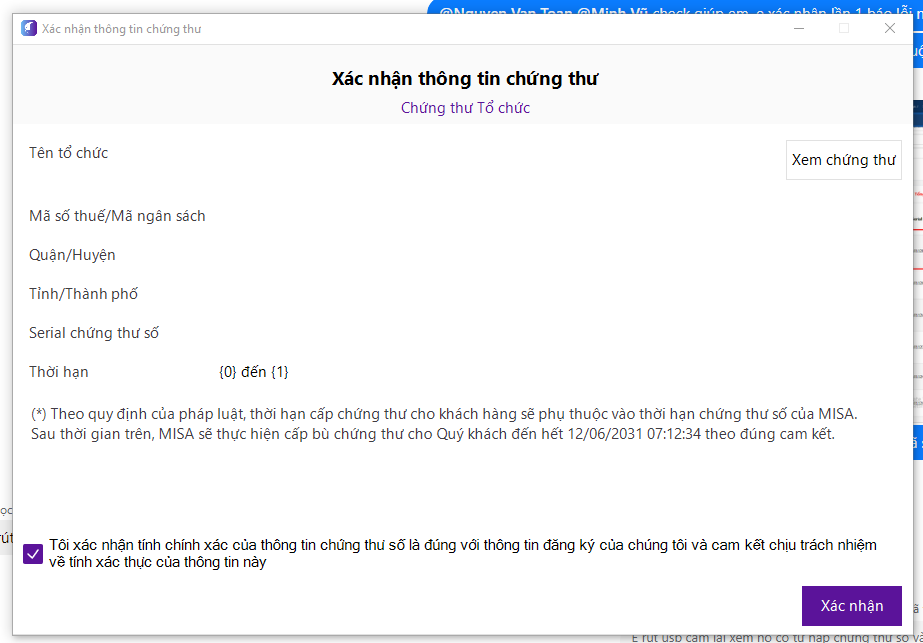 @Nguyen Van Toan @Minh Vũ check giúp em, e xác nhận lần 1 báo lỗi
Xác nhận thông tin chứng thư
Xác nhận thông tin chứng thư
Chứng thư Tổ chức
Tên tổ chức
Xem chứng thư
Mã số thuế/Mã ngân sách
Quận/Huyện
Tỉnh/Thành phố
Serial chứng thư số
Thời hạn {0} đến {1}
(*) Theo quy định của pháp luật, thời hạn cấp chứng thư cho khách hàng sẽ phụ thuộc vào thời hạn chứng thư số của MISA.
Sau thời gian trên, MISA sẽ thực hiện cấp bù chứng thư cho Quý khách đến hết 12/06/2031 07:12:34 theo đúng cam kết.
Tôi xác nhận tính chính xác của thông tin chứng thư số là đúng với thông tin đăng ký của chúng tôi và cam kết chịu trách nhiệm
về tính xác thực của thông tin này
Xác nhận
E rút usb cắm lại xem nó có tự nạp chứng thư số